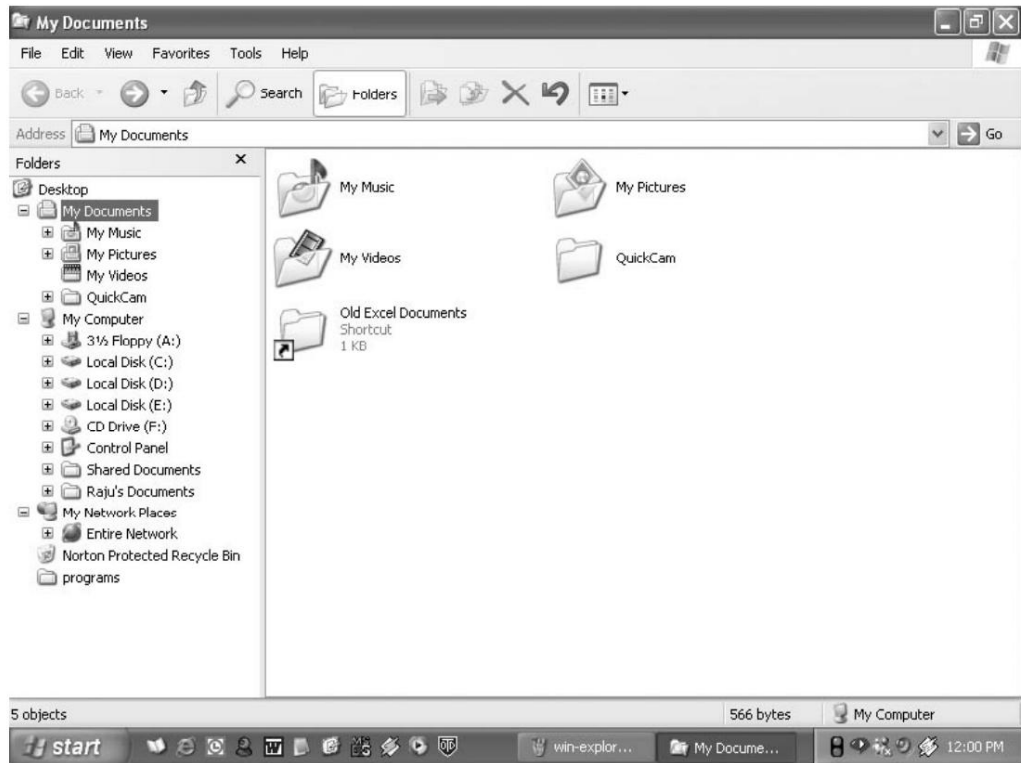 My Documents
File Edit View Favorites Tools Help
Back Search Folders
Address My Documents Go
Folders
Desktop
My Documents
My Music
My Pictures
My Videos
QuickCam
My Computer
3½ Floppy (A:)
Local Disk (C:)
Local Disk (D:)
Local Disk (E:)
CD Drive (F:)
Control Panel
Shared Documents
Raju's Documents
My Network Places
Entire Network
Norton Protected Recycle Bin
programs
My Music
My Pictures
My Videos
QuickCam
Old Excel Documents
Shortcut
1 KB
5 objects
566 bytes
My Computer
start
win-explor...
My Docume...
12:00 PM